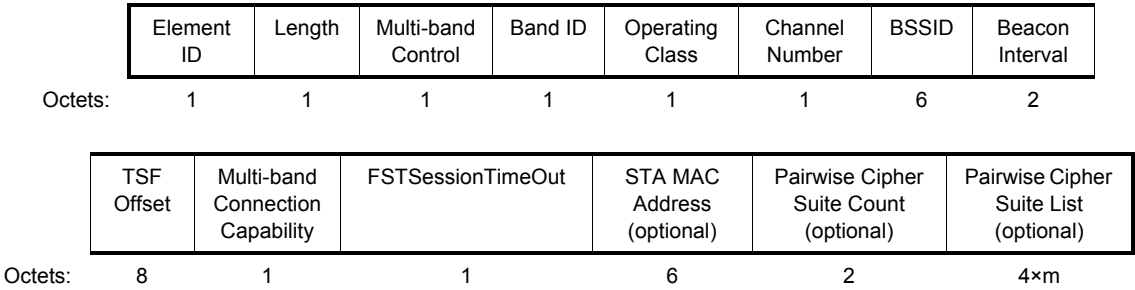 Element Length Multi-band Band ID Operating Channel BSSID Beacon
ID Control Class Number Interval
Octets: 1 1 1 1 1 1 6 2
TSF Multi-band FSTSessionTimeOut STA MAC Pairwise Cipher Pairwise Cipher
Offset Connection Address Suite Count Suite List
Capability (optional) (optional) (optional)
Octets: 8 1 1 6 2 4×m